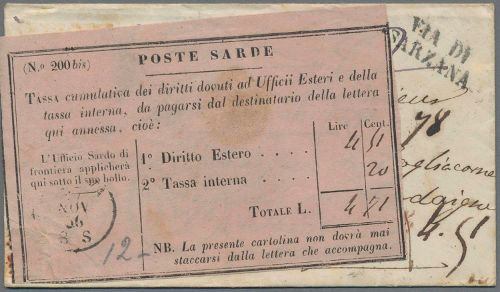 (N.º 200 bis) POSTE SARDE
TASSA cumulativa dei diritti dovuti ad Ufficii Esteri e della
tassa interna, da pagarsi dal destinatario della lettera
qui annessa, cioè:
Lire Cent.
L'Ufficio Sardo di
frontiera applicherà
qui sotto il suo bollo.
1º Diritto Estero . . . . 4 51
2º Tassa interna . . . . 20
TOTALE L. 4 71
NOV
S
12-
NB. La presente cartolina non dovrà mai
staccarsi dalla lettera che accompagna.
VIA DI
SARZANA
78
4.51